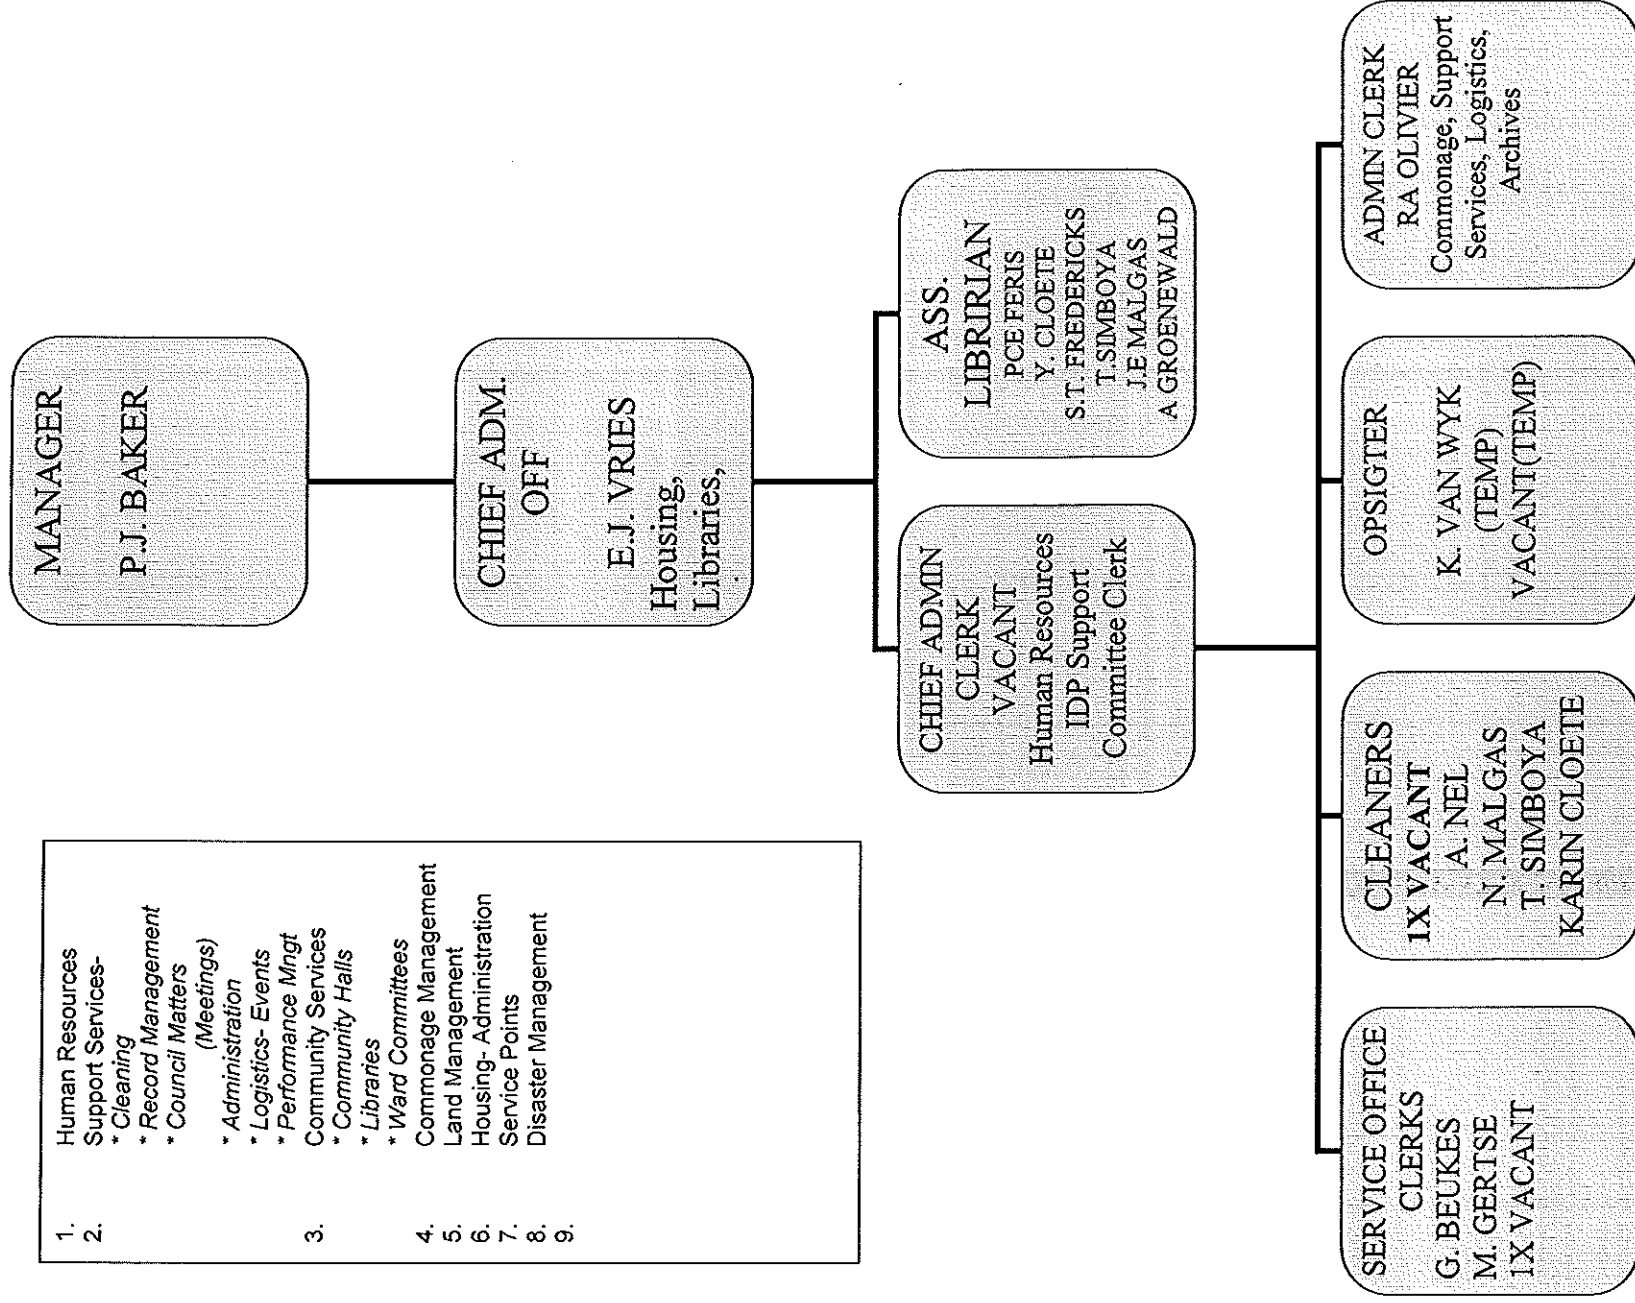 MANAGER
P.J. BAKER
CHIEF ADM.
OFF
E.J. VRIES
Housing,
Libraries,
1. Human Resources
2. Support Services-
* Cleaning
* Record Management
* Council Matters
(Meetings)
* Administration
* Logistics- Events
* Performance Mngt
3. Community Services
* Community Halls
* Libraries
* Ward Committees
4. Commonage Management
5. Land Management
6. Housing- Administration
7. Service Points
8. Disaster Management
9.
CHIEF ADMIN
CLERK
VACANT
Human Resources
IDP Support
Committee Clerk
ASS.
LIBRIRIAN
PCE FERIS
Y. CLOETE
S.T. FREDERICKS
T.SIMBOYA
J.E.MALGAS
A GROENEWALD
SERVICE OFFICE
CLERKS
G. BEUKES
M. GERTSE
1X VACANT
CLEANERS
1X VACANT
A. NEL
N. MALGAS
T. SIMBOYA
KARIN CLOETE
OPSIGTER
K. VAN WYK
(TEMP)
VACANT(TEMP)
ADMIN CLERK
RA OLIVIER
Commonage, Support
Services, Logistics,
Archives